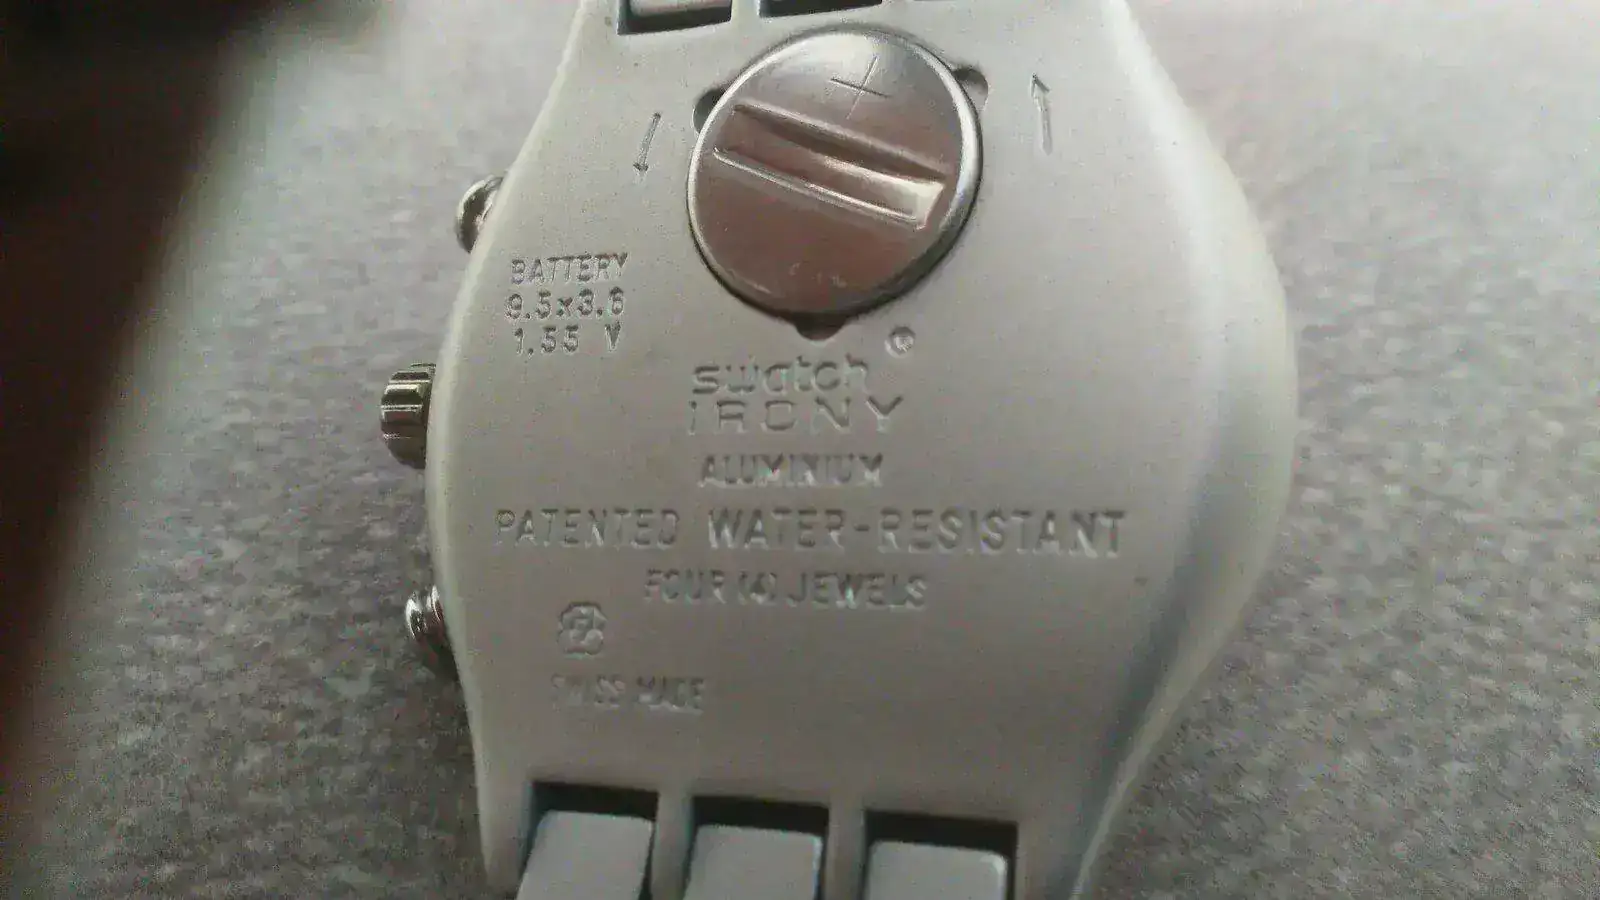 +
BATTERY
9.5x3.6
1.55 V
swatch ®
IRONY
ALUMINIUM
PATENTED WATER-RESISTANT
FOUR (4) JEWELS
SWISS MADE